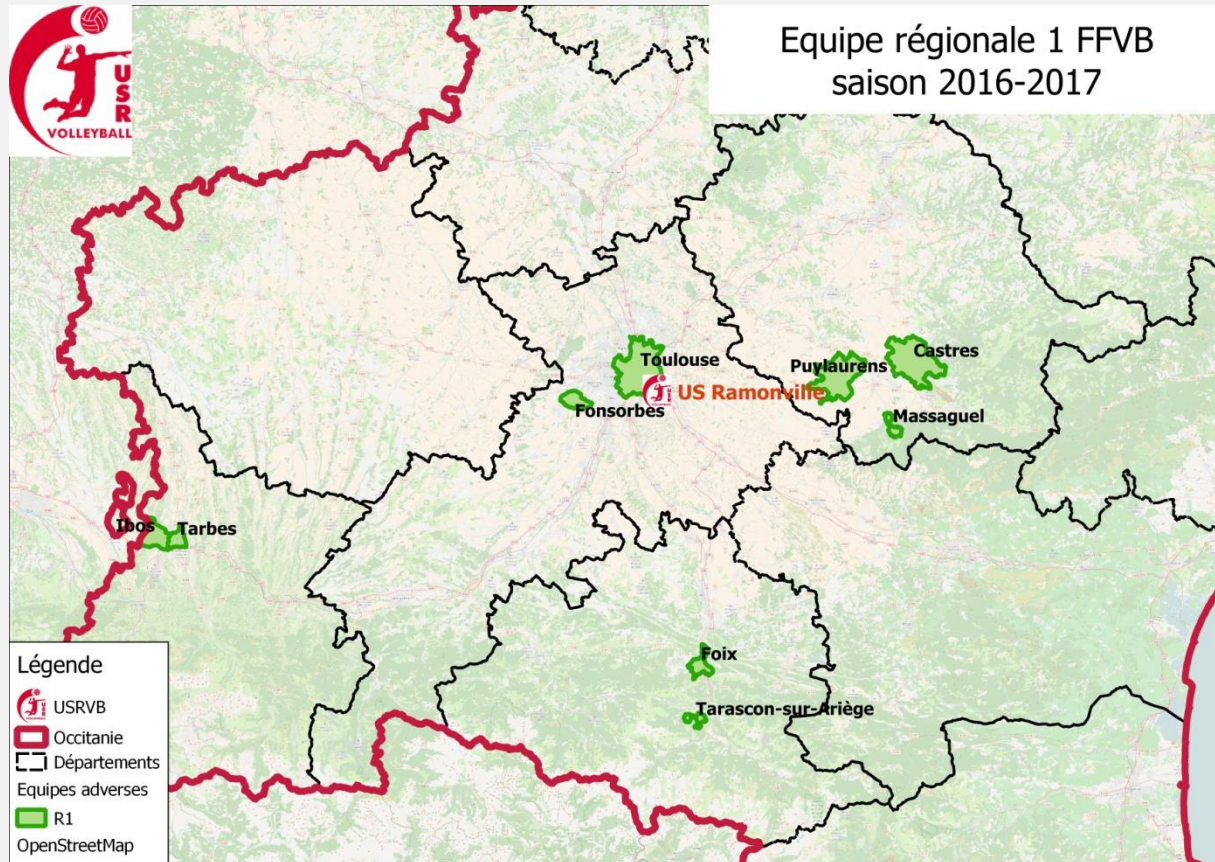 USR
VOLLEYBALL
Equipe régionale 1 FFVB
saison 2016-2017
Toulouse
US Ramonville
Fonsorbes
Puylaurens
Castres
Massaguel
Ibos
Tarbes
Foix
Tarascon-sur-Ariège
Légende
USRVB
Occitanie
Départements
Equipes adverses
R1
OpenStreetMap